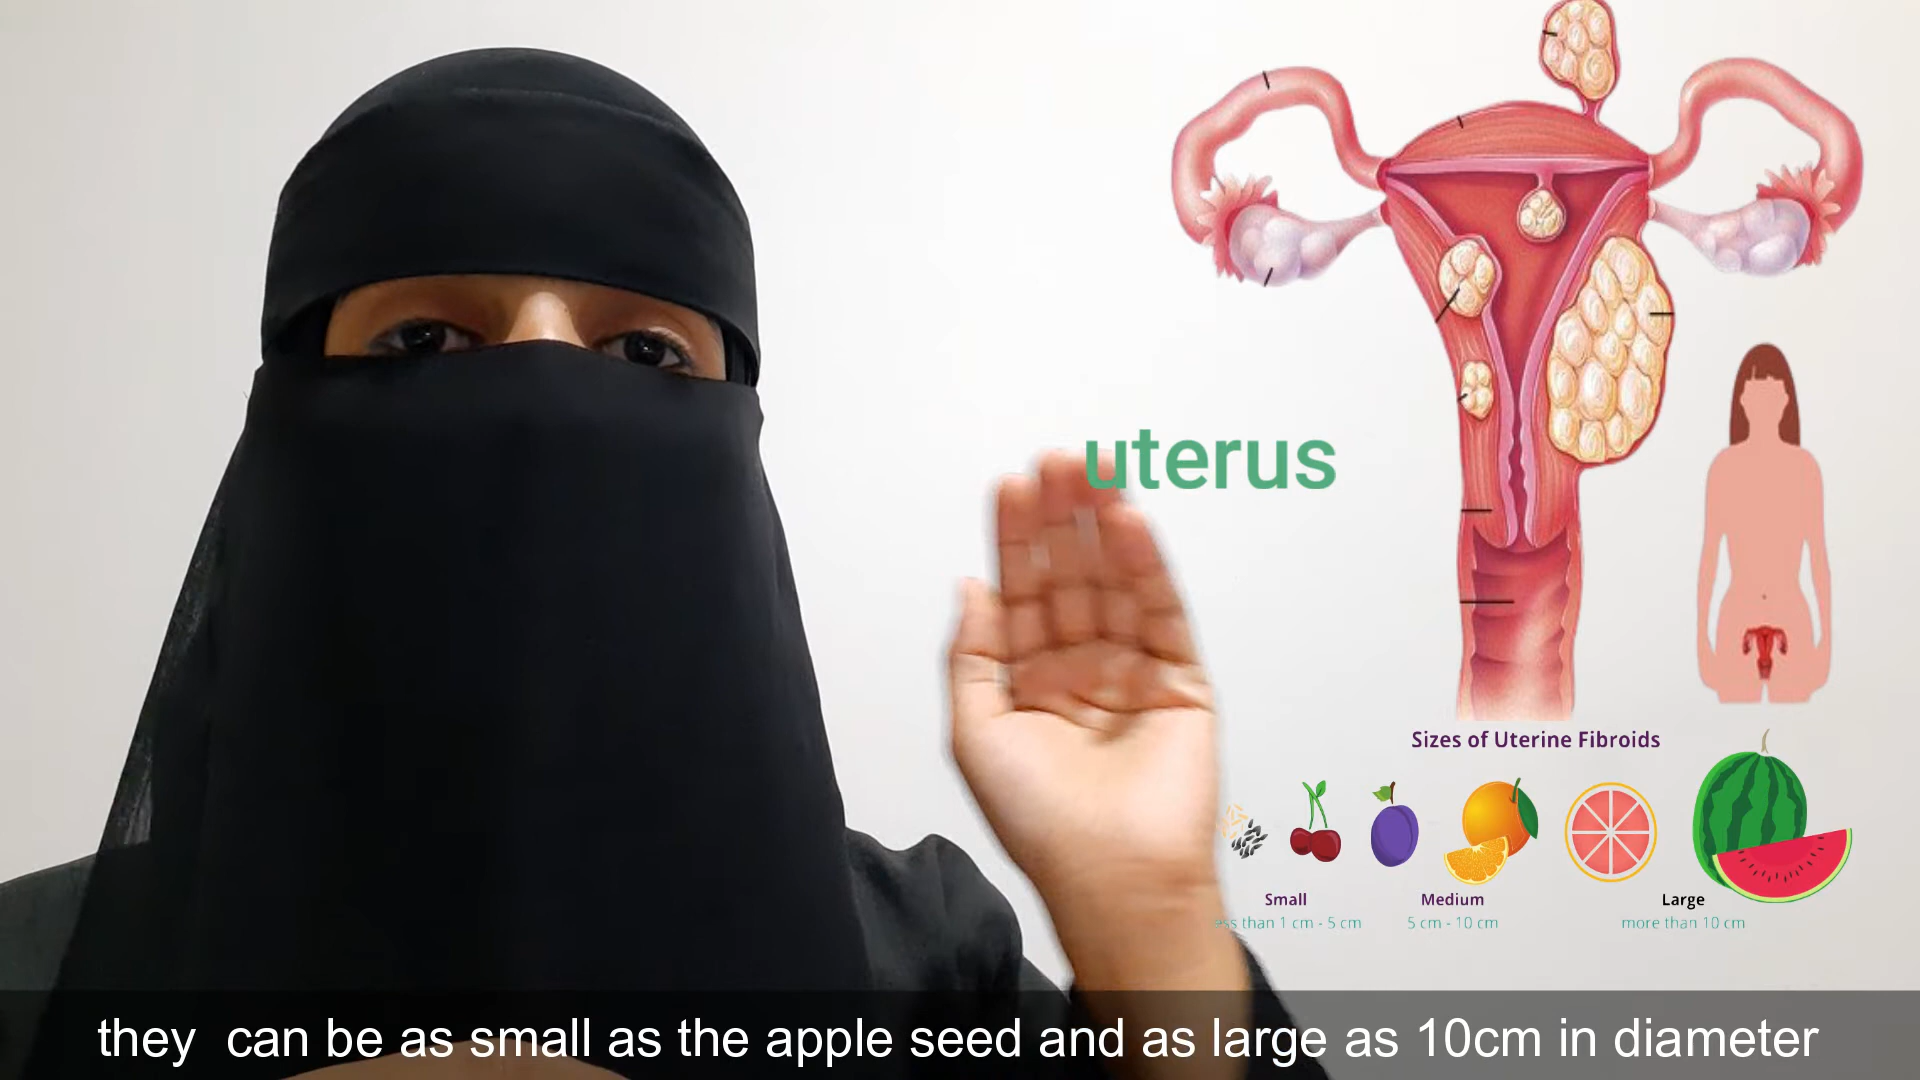 uterus
Sizes of Uterine Fibroids
Small
Medium
Large
ess than 1 cm - 5 cm
5 cm - 10 cm
more than 10 cm
they  can be as small as the apple seed and as large as 10cm in diameter